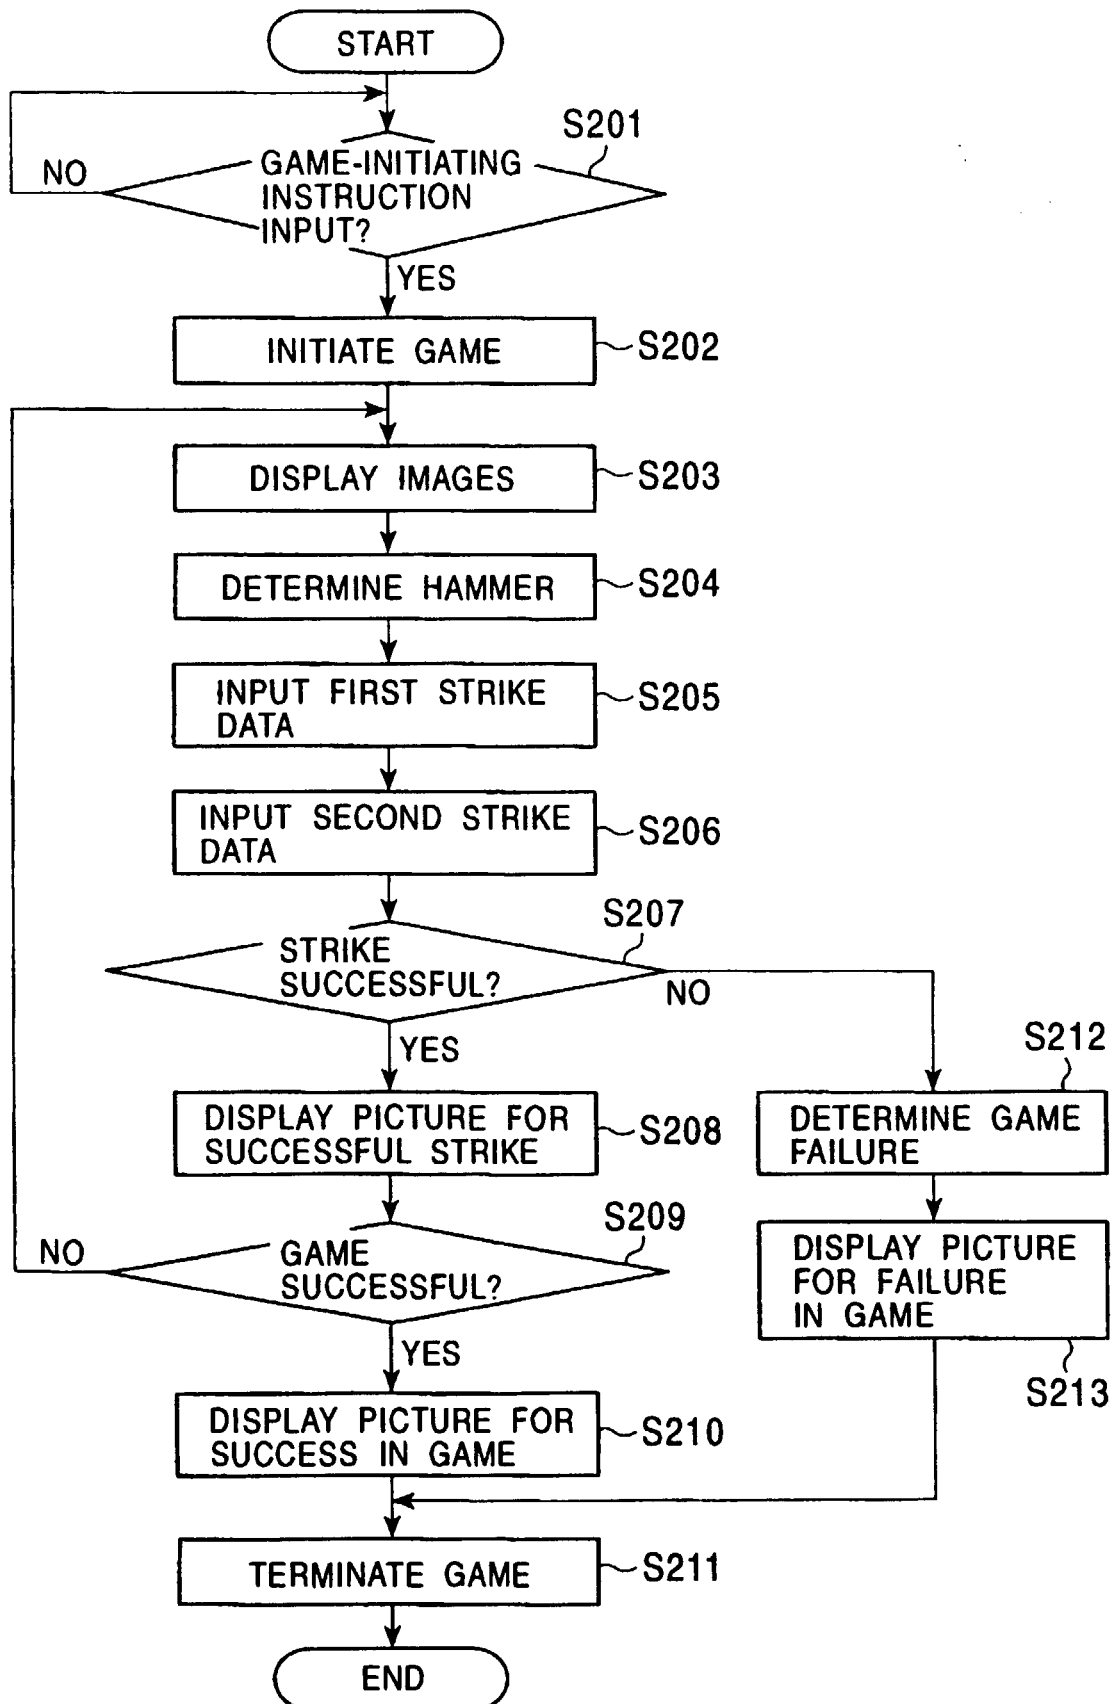 START
S201
NO
GAME-INITIATING
INSTRUCTION
INPUT?
YES
INITIATE GAME
S202
DISPLAY IMAGES
S203
DETERMINE HAMMER
S204
INPUT FIRST STRIKE
DATA
S205
INPUT SECOND STRIKE
DATA
S206
S207
STRIKE
SUCCESSFUL?
NO
YES
S212
DISPLAY PICTURE FOR
SUCCESSFUL STRIKE
S208
DETERMINE GAME
FAILURE
S209
NO
GAME
SUCCESSFUL?
DISPLAY PICTURE
FOR FAILURE
IN GAME
YES
S213
DISPLAY PICTURE FOR
SUCCESS IN GAME
S210
TERMINATE GAME
S211
END